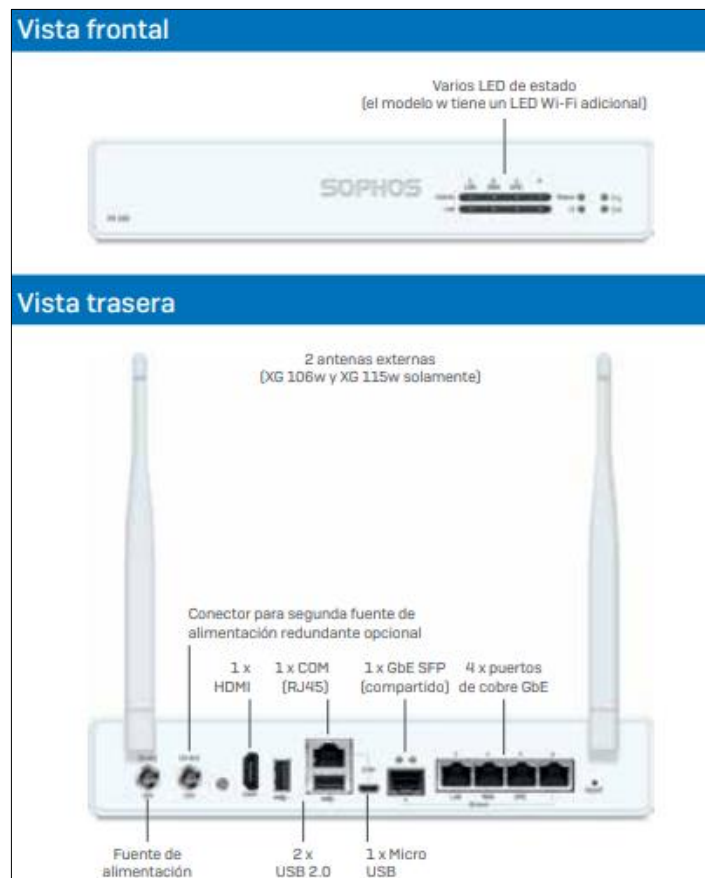 Vista frontal
Varios LED de estado
(el modelo w tiene un LED Wi-Fi adicional)
SOPHOS
Vista trasera
2 antenas externas
(XG 106w y XG 115w solamente)
Conector para segunda fuente de
alimentación redundante opcional
1 x
HDMI
1 x COM
(RJ45)
1 x GbE SFP
(compartido)
4 x puertos
de cobre GbE
Fuente de
alimentación
2 x
USB 2.0
1 x Micro
USB